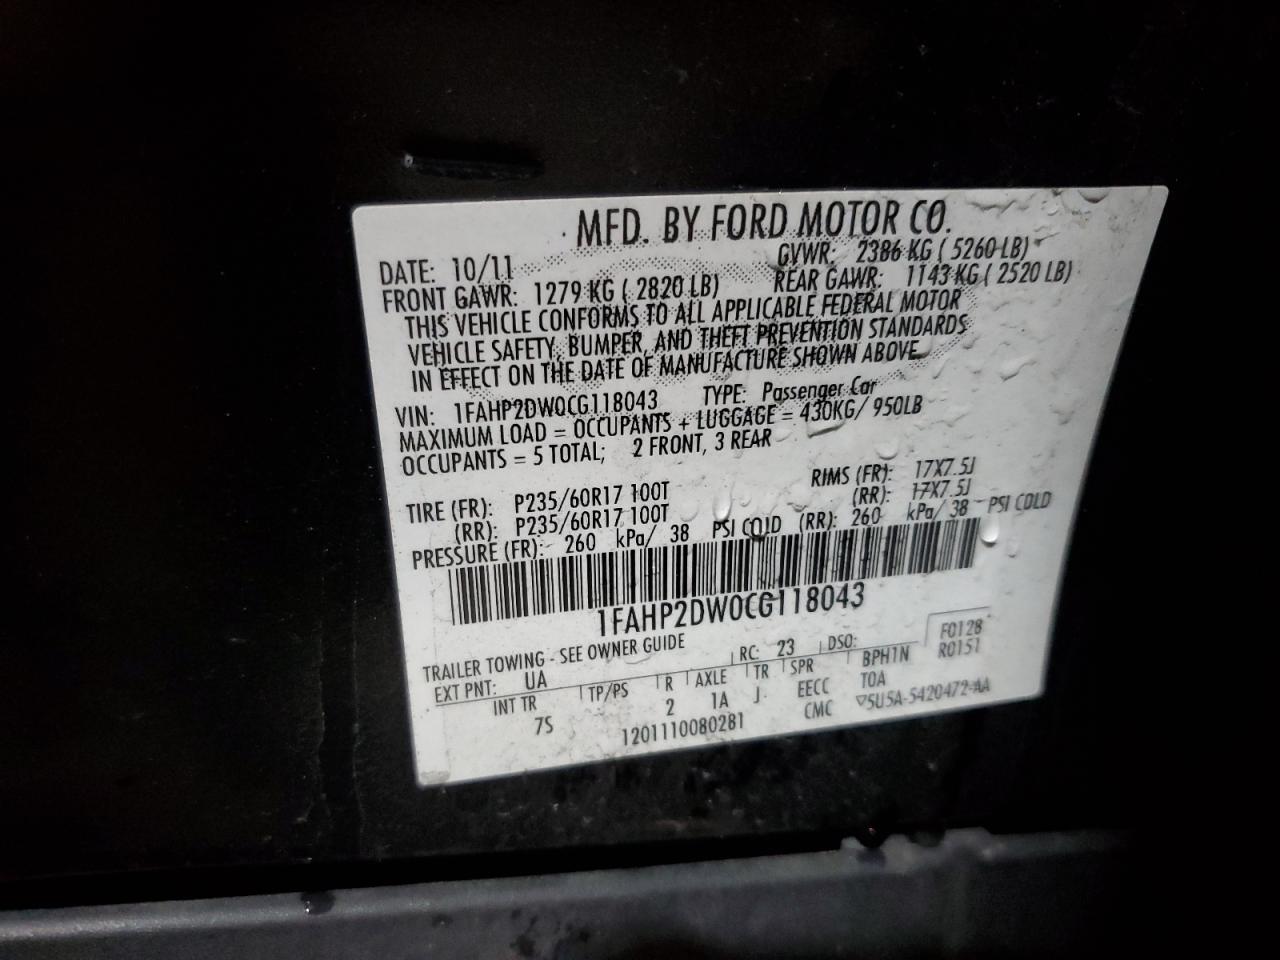 MFD. BY FORD MOTOR CO.
DATE: 10/11 GVWR: 2386 KG ( 5260 LB)
FRONT GAWR: 1279 KG ( 2820 LB) REAR GAWR: 1143 KG ( 2520 LB)
THIS VEHICLE CONFORMS TO ALL APPLICABLE FEDERAL MOTOR
VEHICLE SAFETY, BUMPER, AND THEFT PREVENTION STANDARDS
IN EFFECT ON THE DATE OF MANUFACTURE SHOWN ABOVE.
VIN: 1FAHP2DW0CG118043 TYPE: Passenger Car
MAXIMUM LOAD = OCCUPANTS + LUGGAGE = 430KG/ 950LB
OCCUPANTS = 5 TOTAL; 2 FRONT, 3 REAR
TIRE (FR): P235/60R17 100T RIMS (FR): 17X7.5J
(RR): P235/60R17 100T (RR): 17X7.5J
PRESSURE (FR): 260 kPa/ 38 PSI COLD (RR): 260 kPa/ 38 PSI COLD
1FAHP2DW0CG118043
TRAILER TOWING - SEE OWNER GUIDE
EXT PNT: UA RC: 23 DSO: F0128
INT TR TP/PS R AXLE TR SPR BPH1N R0151
7S 2 1A J EECC TOA
1201110080281 CMC ▽5U5A-5420472-AA